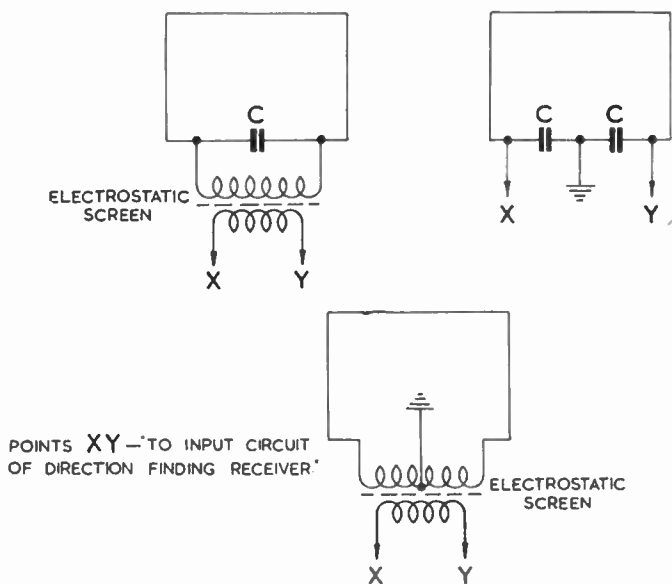 C
C
C
ELECTROSTATIC
SCREEN
X
Y
X
Y
POINTS XY—"TO INPUT CIRCUIT
OF DIRECTION FINDING RECEIVER."
ELECTROSTATIC
SCREEN
X
Y